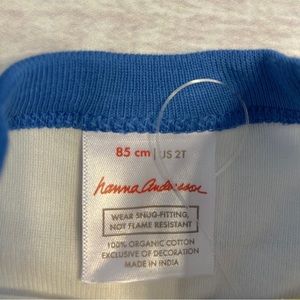 85 cm | US 2T
hanna andersson
WEAR SNUG-FITTING,
NOT FLAME RESISTANT
100% ORGANIC COTTON
EXCLUSIVE OF DECORATION
MADE IN INDIA